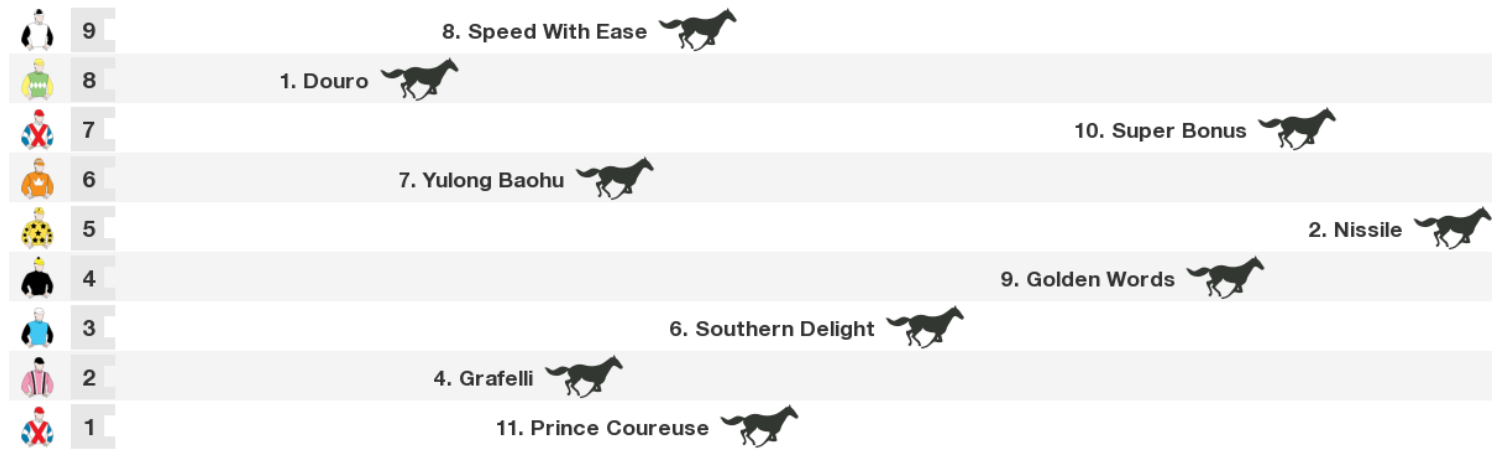 9 8. Speed With Ease
8 1. Douro
7 10. Super Bonus
6 7. Yulong Baohu
5 2. Nissile
4 9. Golden Words
3 6. Southern Delight
2 4. Grafelli
1 11. Prince Coureuse